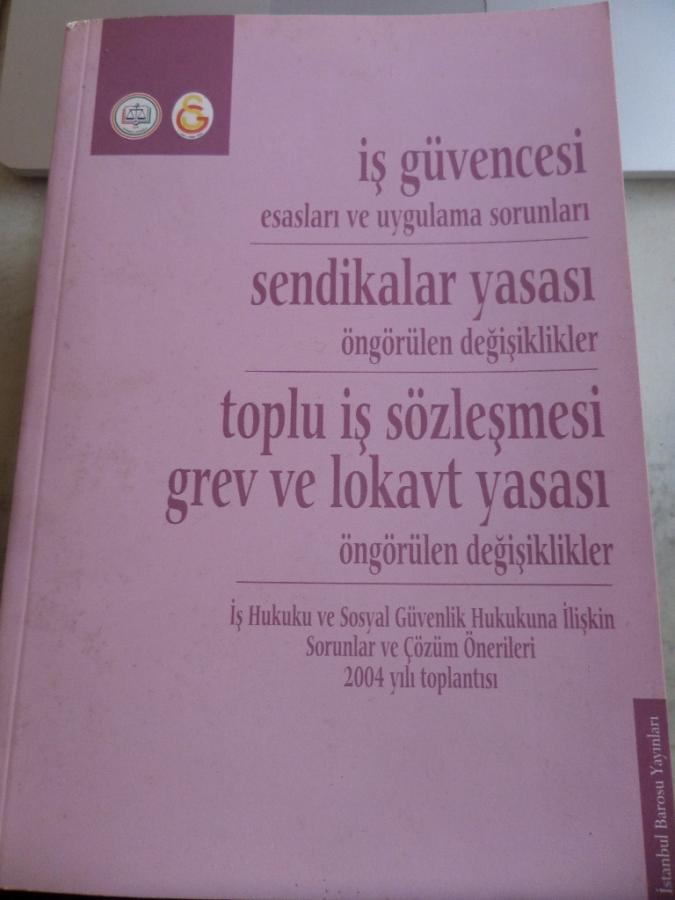 iş güvencesi
esasları ve uygulama sorunları
sendikalar yasası
öngörülen değişiklikler
toplu iş sözleşmesi
grev ve lokavt yasası
öngörülen değişiklikler
İş Hukuku ve Sosyal Güvenlik Hukukuna İlişkin
Sorunlar ve Çözüm Önerileri
2004 yılı toplantısı
İstanbul Barosu Yayınları